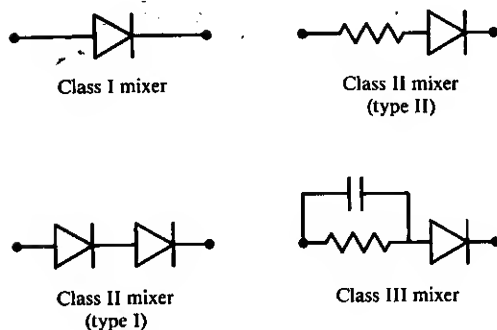 Class I mixer
Class II mixer
(type II)
Class II mixer
(type I)
Class III mixer